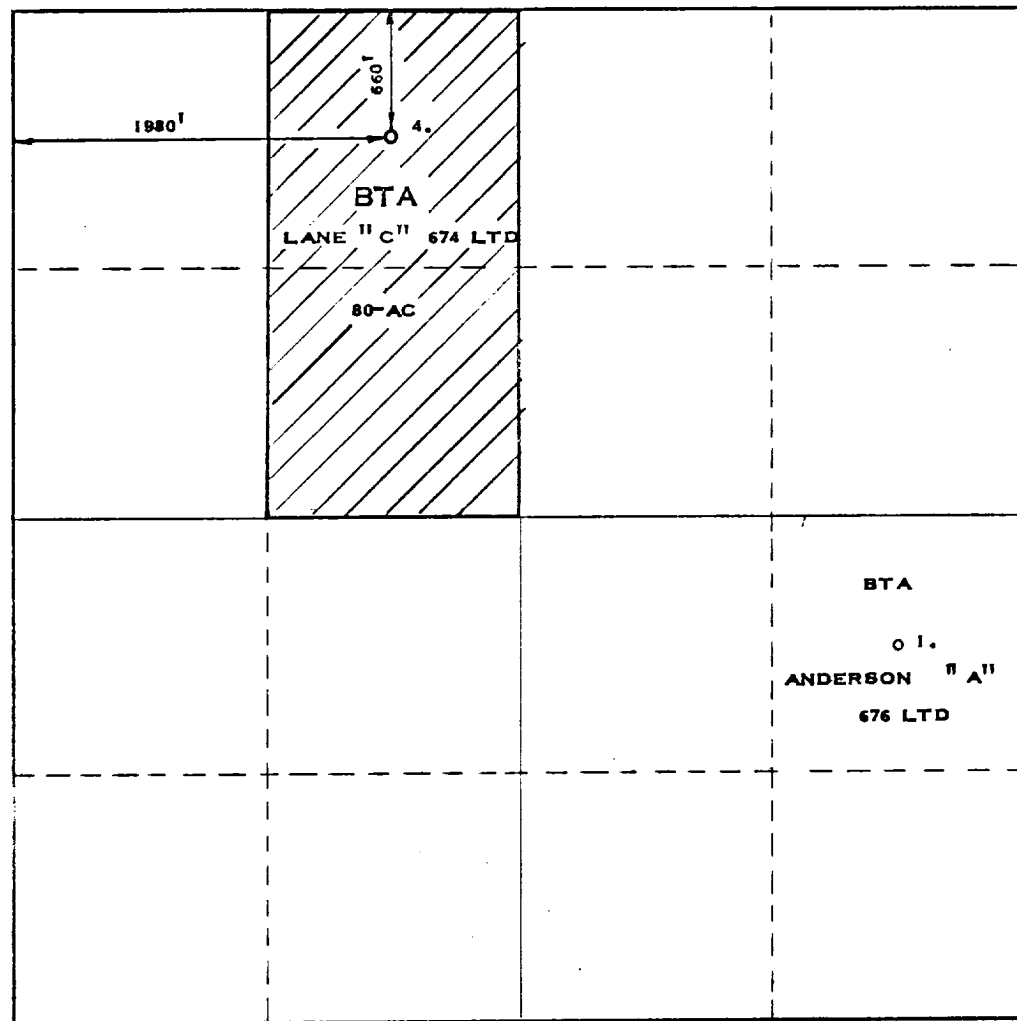 660'
1980'
4.
BTA
LANE "C" 674 LTD
80-AC
BTA
1.
ANDERSON "A"
676 LTD